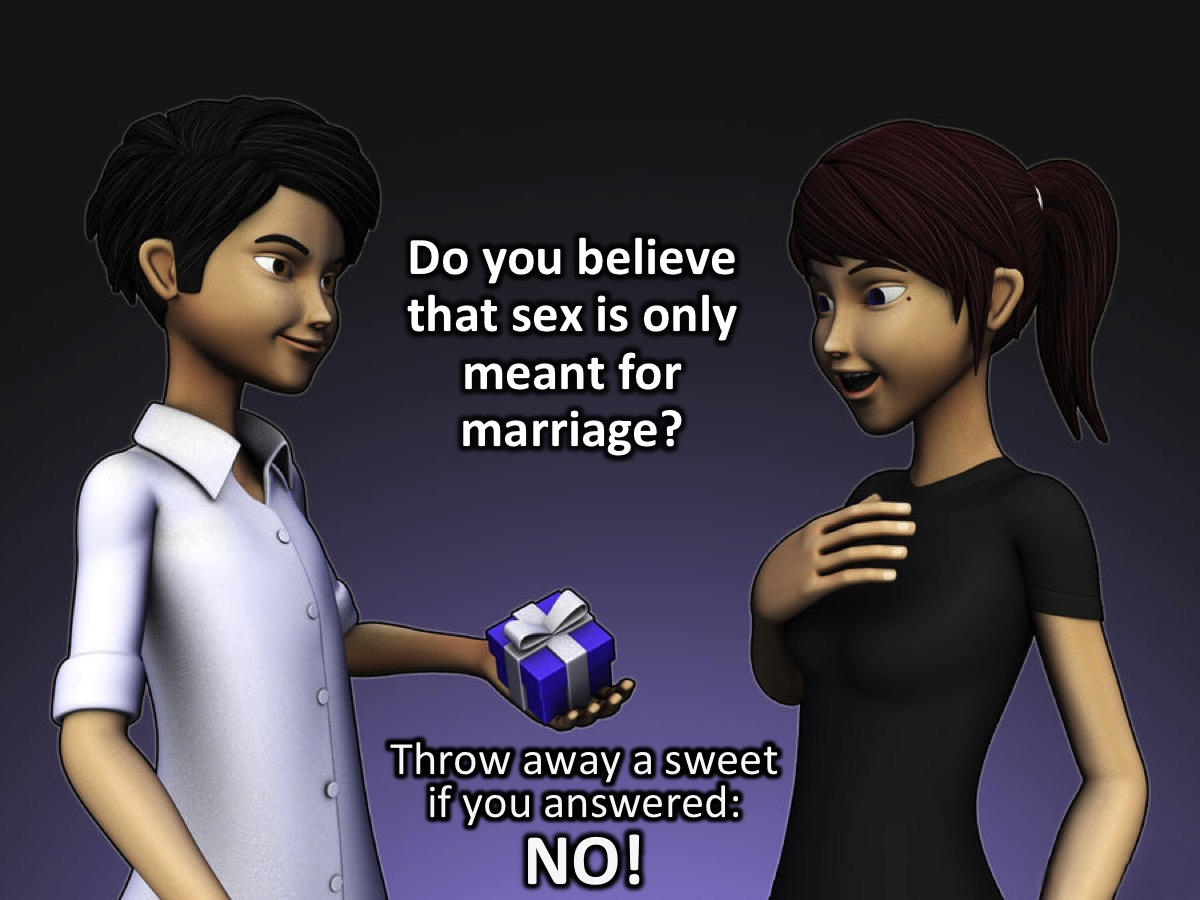 Do you believe
that sex is only
meant for
marriage?
Throw away a sweet
if you answered:
NO!